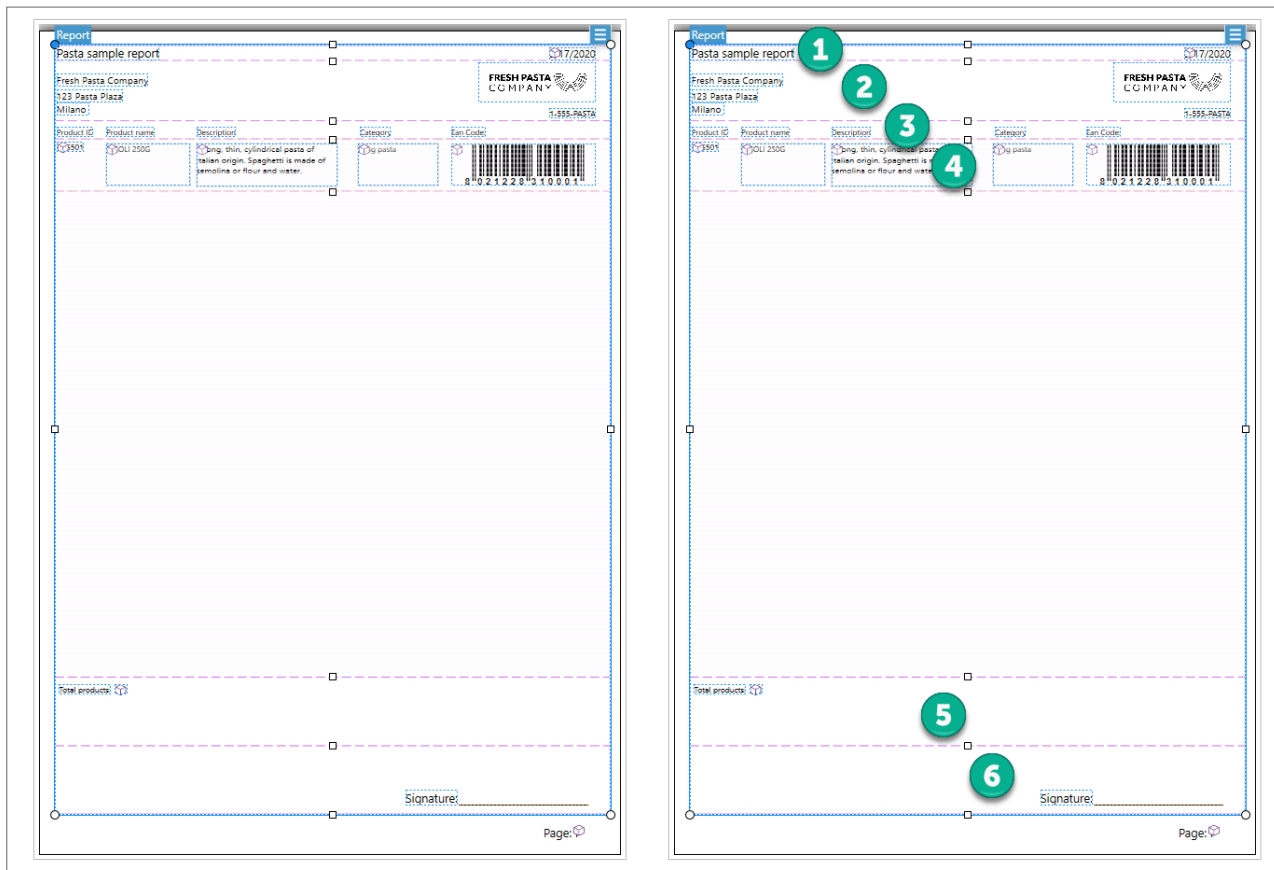 Report
Pasta sample report
17/2020
Fresh Pasta Company
123 Pasta Plaza
Milano
FRESH PASTA
COMPANY
1-555-PASTA
Product ID Product name Description Category Ean Code:
OLI 250G
ong, thin, cylindrical pasta of
talian origin. Spaghetti is made of
semolina or flour and water.
g pasta
8 021228 310001
Total products:
Signature:
Page:
Report
Pasta sample report
17/2020
1
Fresh Pasta Company
123 Pasta Plaza
Milano
2
FRESH PASTA
COMPANY
1-555-PASTA
Product ID Product name Description Category Ean Code:
3
OLI 250G
ong, thin, cylindrical pasta
talian origin. Spaghetti is
semolina or flour and wate
4
g pasta
8 021228 310001
Total products:
5
6
Signature:
Page: